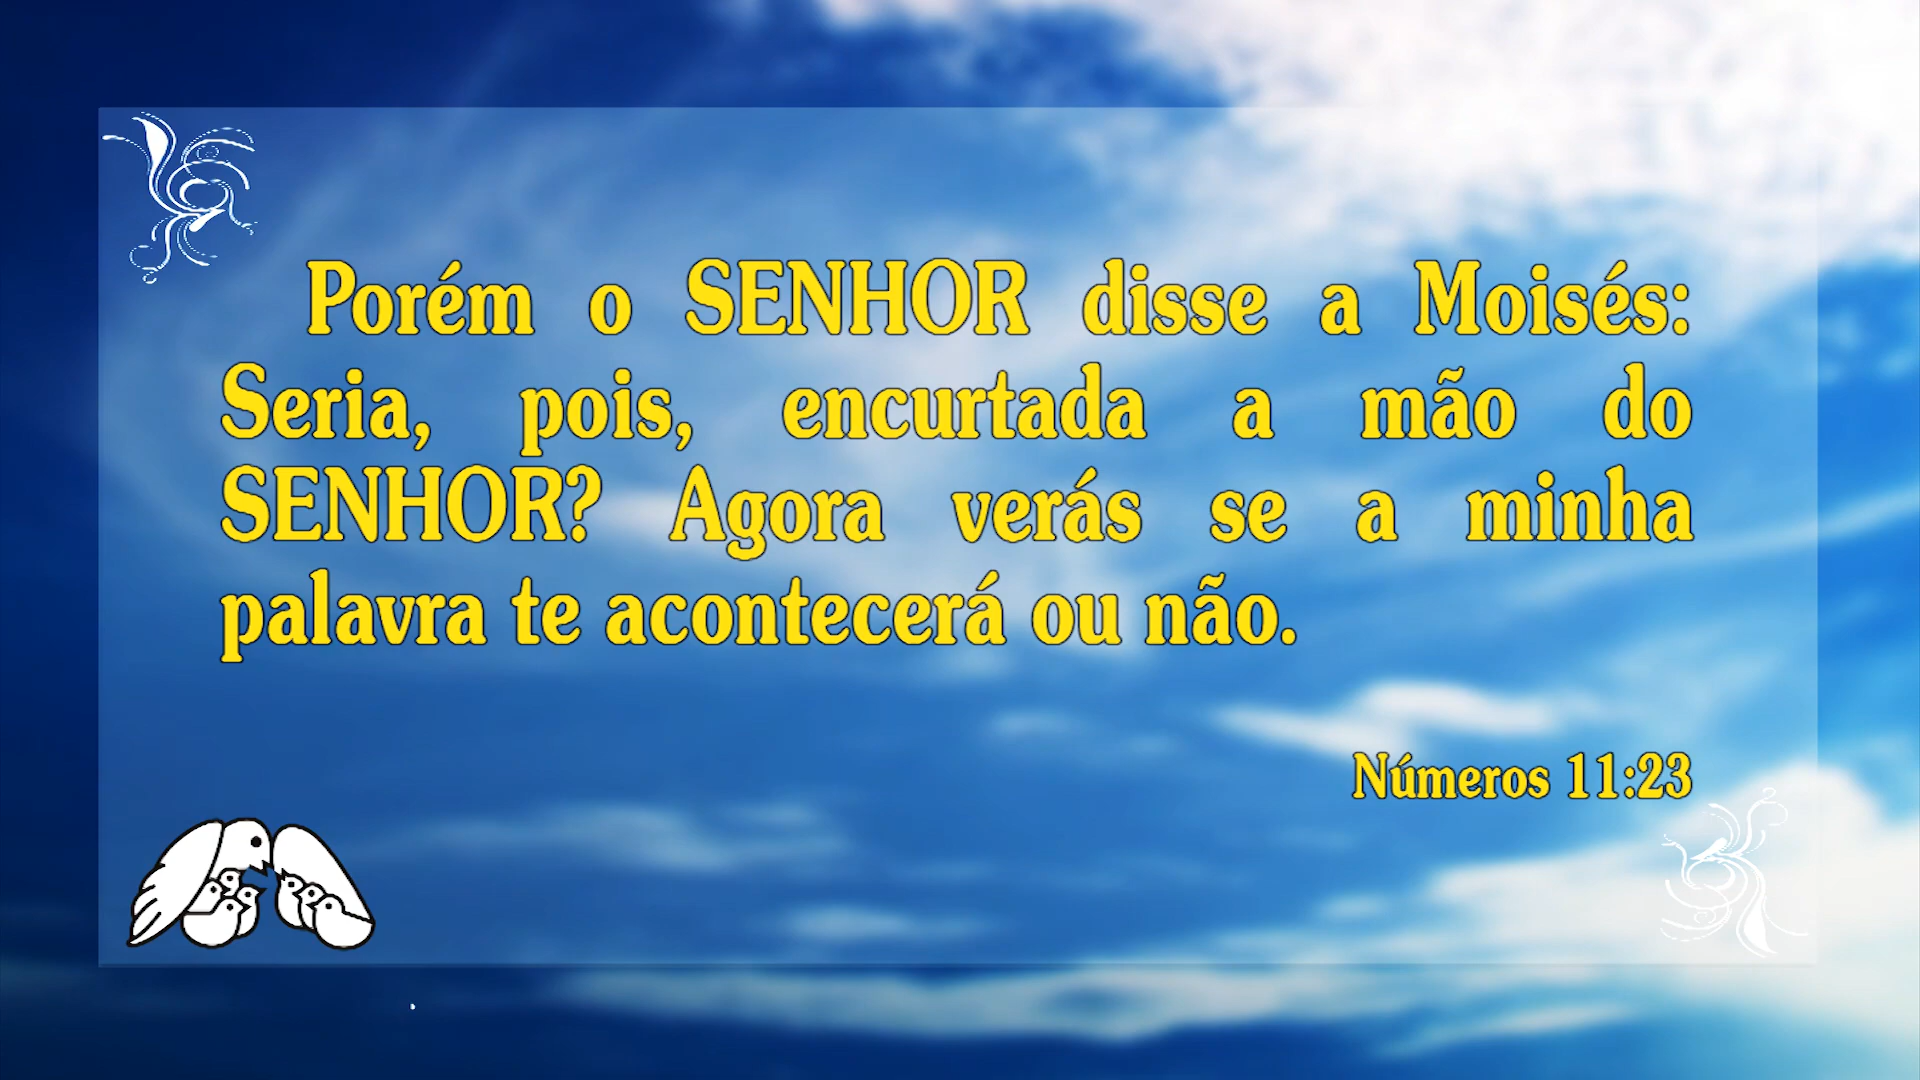 Porém o SENHOR disse a Moisés:
Seria, pois, encurtada a mão do
SENHOR? Agora verás se a minha
palavra te acontecerá ou não.
Números 11:23